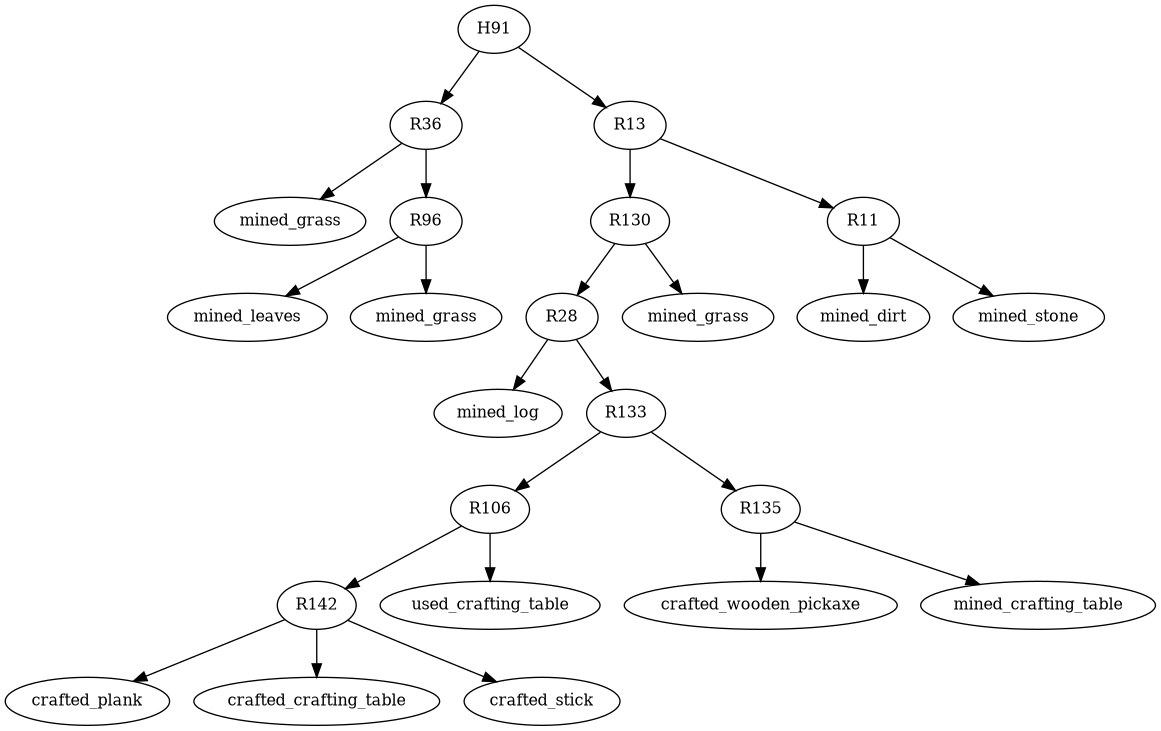 H91
R36
R13
mined_grass
R96
R130
R11
mined_leaves
mined_grass
R28
mined_grass
mined_dirt
mined_stone
mined_log
R133
R106
R135
R142
used_crafting_table
crafted_wooden_pickaxe
mined_crafting_table
crafted_plank
crafted_crafting_table
crafted_stick